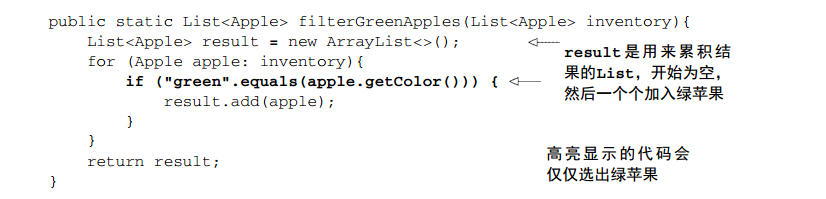 public static List<Apple> filterGreenApples(List<Apple> inventory){
    List<Apple> result = new ArrayList<>();
    for (Apple apple: inventory){
        if ("green".equals(apple.getColor())) {
            result.add(apple);
        }
    }
    return result;
}
result是用来累积结
果的List，开始为空，
然后一个个加入绿苹果
高亮显示的代码会
仅仅选出绿苹果